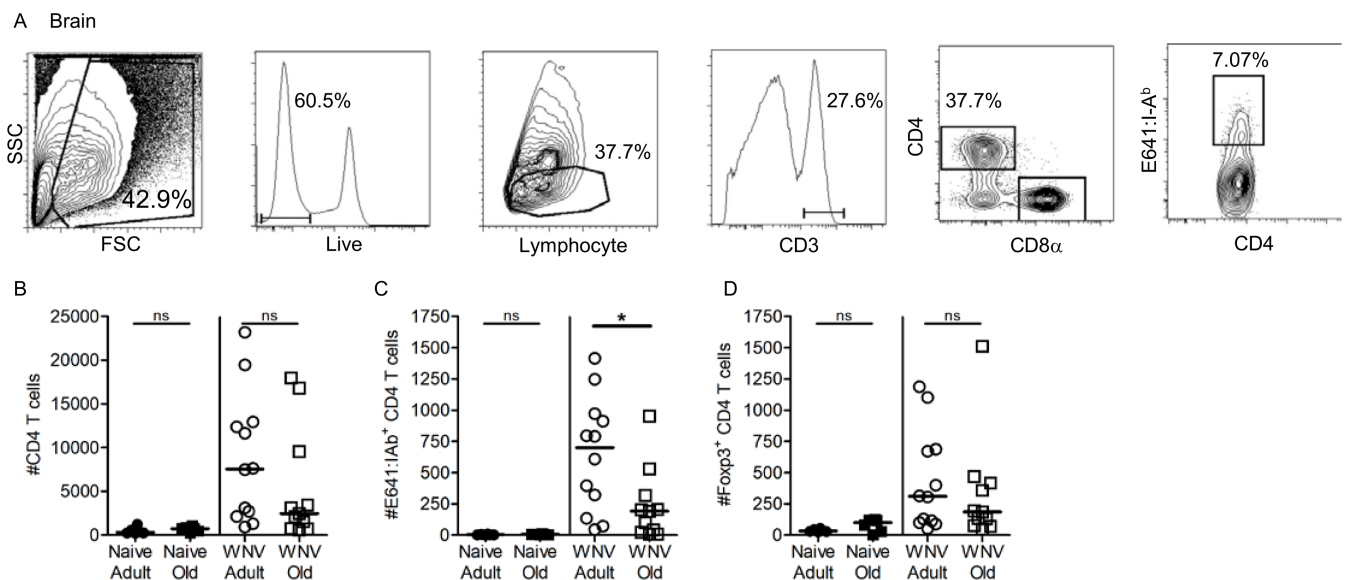 A Brain
SSC
42.9%
FSC
60.5%
Live
37.7%
Lymphocyte
27.6%
CD3
CD4
37.7%
CD8α
E641:I-Aᵇ
7.07%
CD4
B
#CD4 T cells
25000
20000
15000
10000
5000
0
ns
ns
Naive Adult
Naive Old
WNV Adult
WNV Old
C
#E641:IAb⁺ CD4 T cells
1750
1500
1250
1000
750
500
250
0
ns
*
Naive Adult
Naive Old
WNV Adult
WNV Old
D
#Foxp3⁺ CD4 T cells
1750
1500
1250
1000
750
500
250
0
ns
ns
Naive Adult
Naive Old
WNV Adult
WNV Old